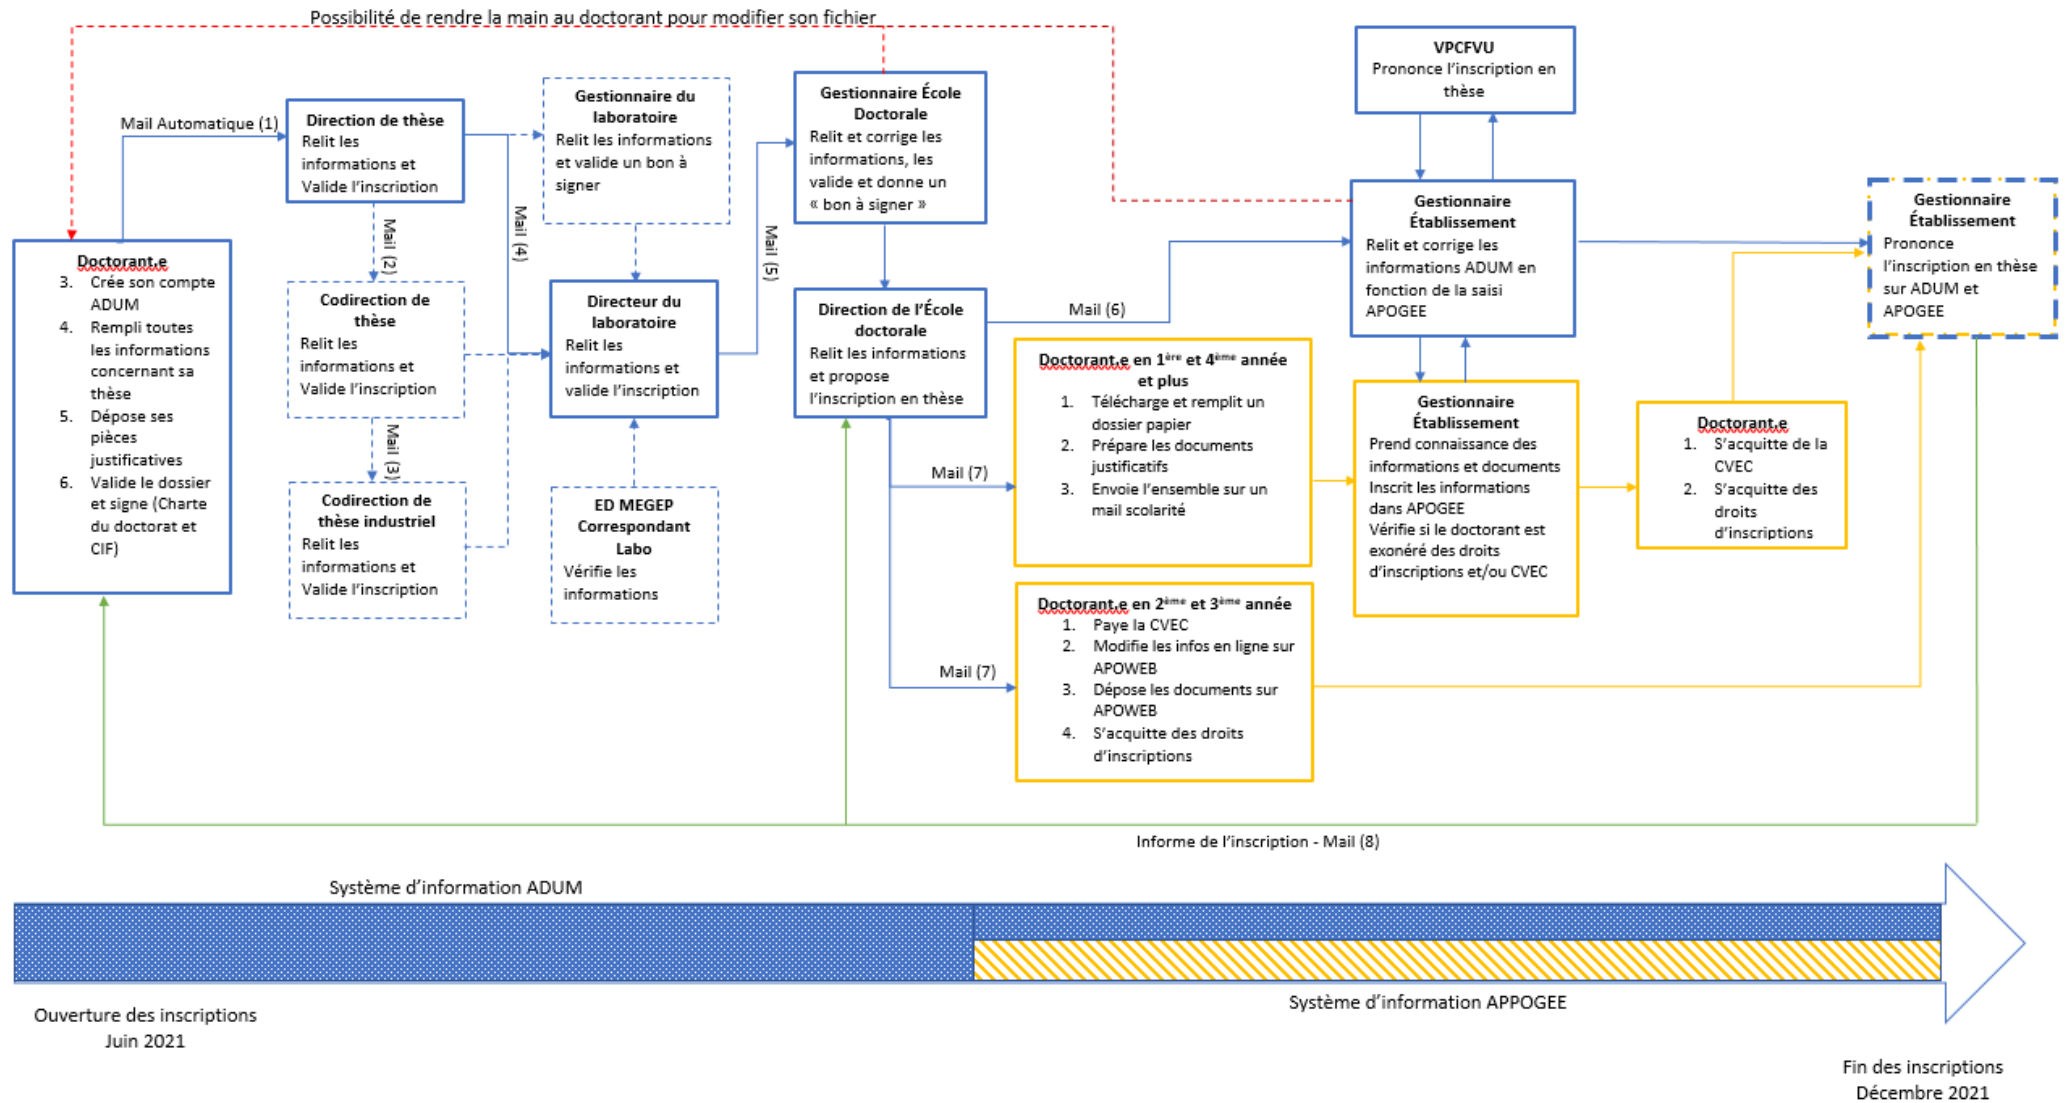 Possibilité de rendre la main au doctorant pour modifier son fichier
Mail Automatique (1)
Doctorant.e
3. Crée son compte
ADUM
4. Rempli toutes
les informations
concernant sa
thèse
5. Dépose ses
pièces
justificatives
6. Valide le dossier
et signe (Charte
du doctorat et
CIF)
Direction de thèse
Relit les
informations et
Valide l'inscription
Mail (2)
Codirection de
thèse
Relit les
informations et
Valide l'inscription
Mail (3)
Codirection de
thèse industriel
Relit les
informations et
Valide l'inscription
Mail (4)
Gestionnaire du
laboratoire
Relit les informations
et valide un bon à
signer
Directeur du
laboratoire
Relit les
informations et
valide l'inscription
ED MEGEP
Correspondant
Labo
Vérifie les
informations
Mail (5)
Gestionnaire École
Doctorale
Relit et corrige les
informations, les
valide et donne un
« bon à signer »
Direction de l'École
doctorale
Relit les informations
et propose
l'inscription en thèse
Mail (6)
Mail (7)
Mail (7)
Doctorant.e en 1ère et 4ème année
et plus
1. Télécharge et remplit un
dossier papier
2. Prépare les documents
justificatifs
3. Envoie l'ensemble sur un
mail scolarité
Doctorant.e en 2ème et 3ème année
1. Paye la CVEC
2. Modifie les infos en ligne sur
APOWEB
3. Dépose les documents sur
APOWEB
4. S'acquitte des droits
d'inscriptions
VPCFVU
Prononce l'inscription en
thèse
Gestionnaire
Établissement
Relit et corrige les
informations ADUM en
fonction de la saisi
APOGEE
Gestionnaire
Établissement
Prend connaissance des
informations et documents
Inscrit les informations
dans APOGEE
Vérifie si le doctorant est
exonéré des droits
d'inscriptions et/ou CVEC
Doctorant.e
1. S'acquitte de la
CVEC
2. S'acquitte des
droits
d'inscriptions
Gestionnaire
Établissement
Prononce
l'inscription en thèse
sur ADUM et
APOGEE
Informe de l'inscription - Mail (8)
Système d'information ADUM
Système d'information APPOGEE
Ouverture des inscriptions
Juin 2021
Fin des inscriptions
Décembre 2021